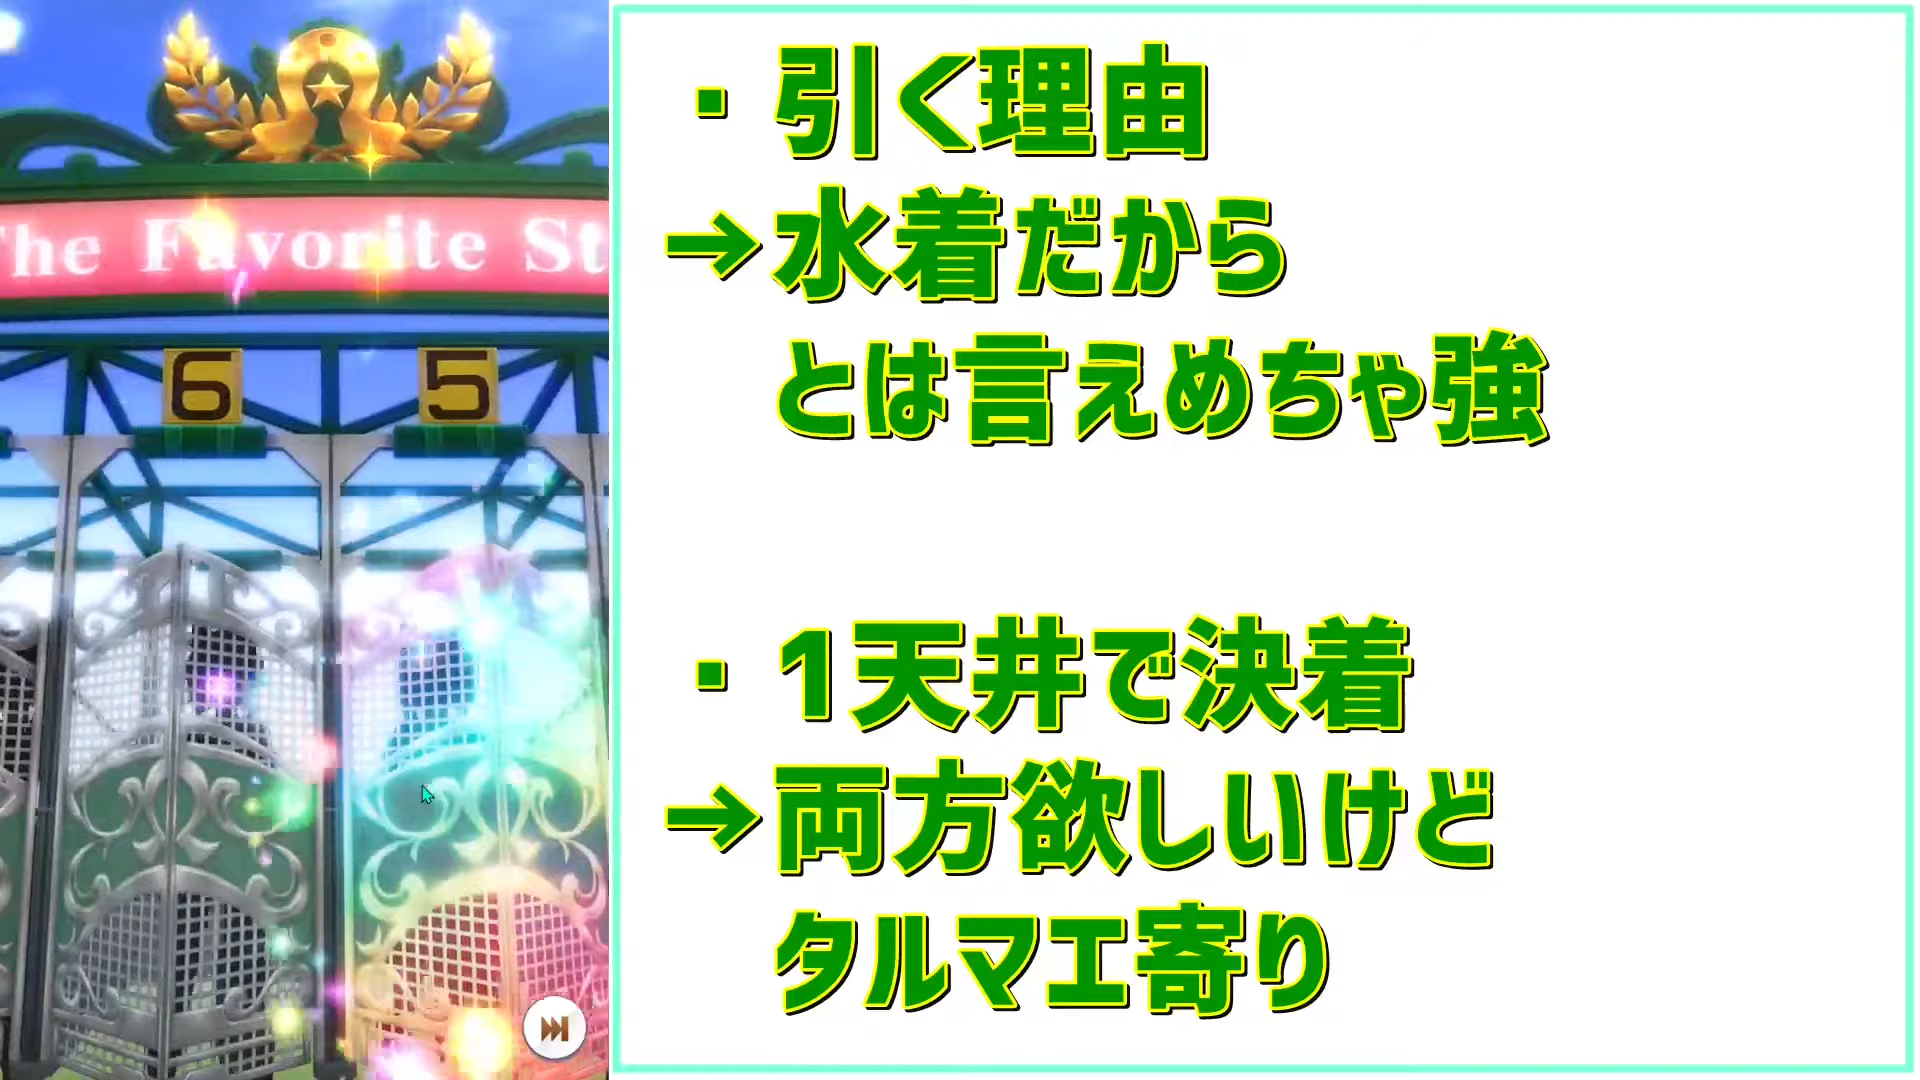 The Favorite St
6 5
・引く理由
→水着だから
とは言えめちゃ強
・1天井で決着
→両方欲しいけど
タルマエ寄り